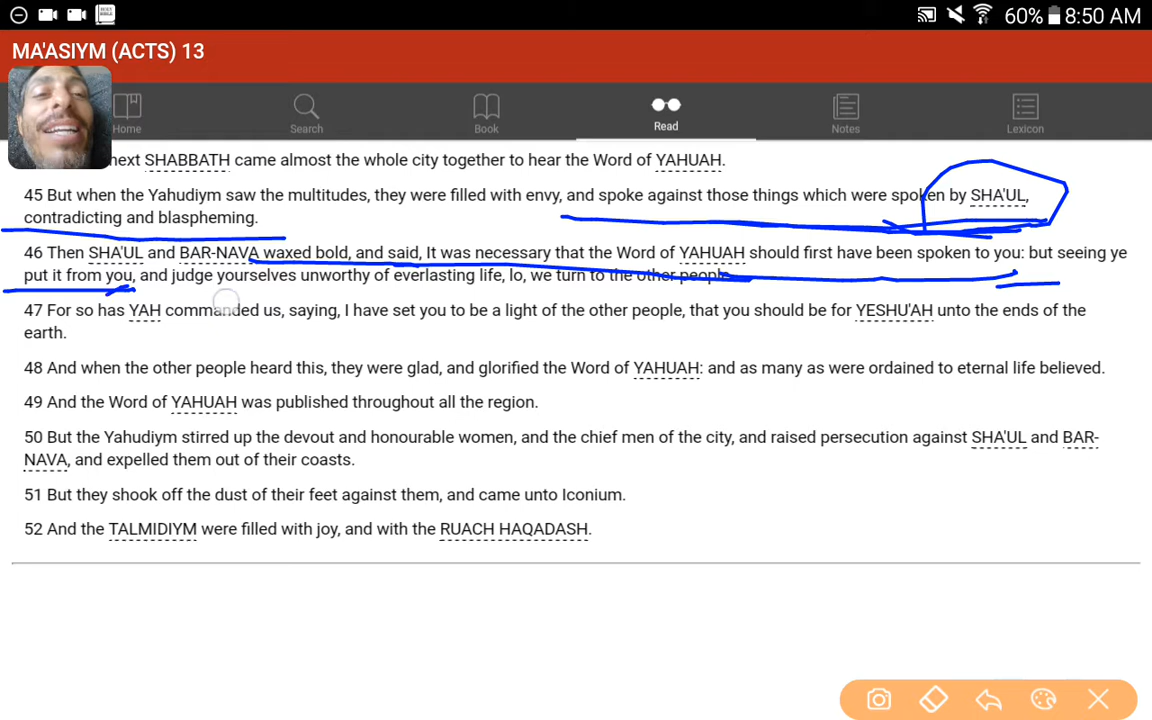 60% 8:50 AM
MA'ASIYM (ACTS) 13
Home Search Book Read Notes Lexicon
next SHABBATH came almost the whole city together to hear the Word of YAHUAH.
45 But when the Yahudiym saw the multitudes, they were filled with envy, and spoke against those things which were spoken by SHA'UL,
contradicting and blaspheming.
46 Then SHA'UL and BAR-NAVA waxed bold, and said, It was necessary that the Word of YAHUAH should first have been spoken to you: but seeing ye
put it from you, and judge yourselves unworthy of everlasting life, lo, we turn to the other people.
47 For so has YAH commanded us, saying, I have set you to be a light of the other people, that you should be for YESHU'AH unto the ends of the
earth.
48 And when the other people heard this, they were glad, and glorified the Word of YAHUAH: and as many as were ordained to eternal life believed.
49 And the Word of YAHUAH was published throughout all the region.
50 But the Yahudiym stirred up the devout and honourable women, and the chief men of the city, and raised persecution against SHA'UL and BAR-
NAVA, and expelled them out of their coasts.
51 But they shook off the dust of their feet against them, and came unto Iconium.
52 And the TALMIDIYM were filled with joy, and with the RUACH HAQADASH.